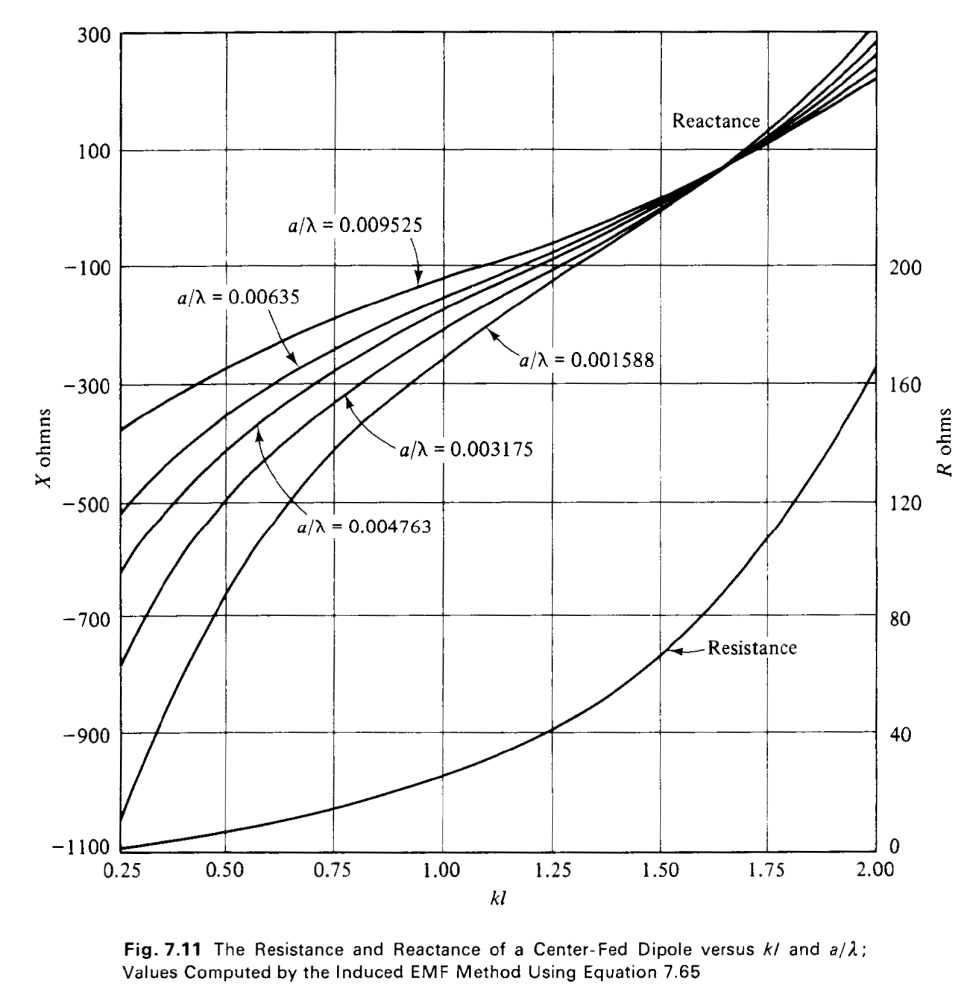 300
Reactance
100
a/λ = 0.009525
−100
200
a/λ = 0.00635
a/λ = 0.001588
−300
160
X ohmns
R ohms
a/λ = 0.003175
−500
120
a/λ = 0.004763
−700
80
Resistance
−900
40
−1100
0
0.25 0.50 0.75 1.00 1.25 1.50 1.75 2.00
kl
Fig. 7.11 The Resistance and Reactance of a Center-Fed Dipole versus kl and a/λ;
Values Computed by the Induced EMF Method Using Equation 7.65